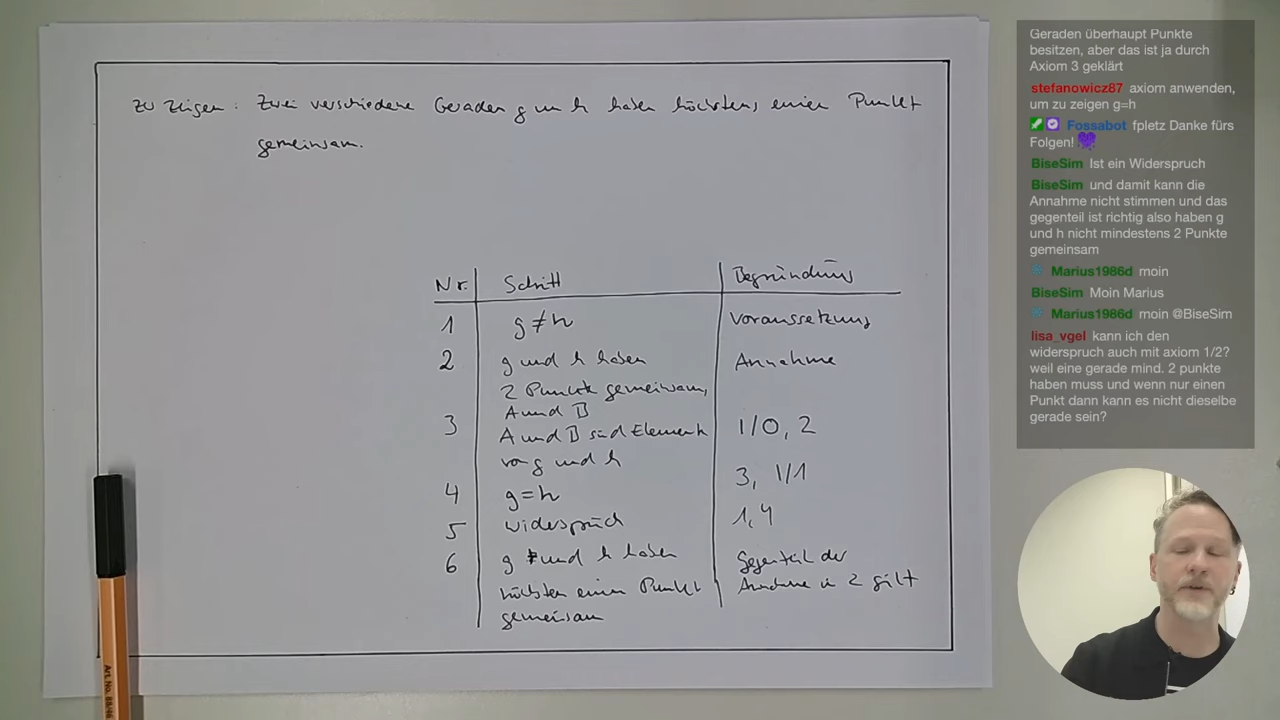 zu zeigen: Zwei verschiedene Geraden g und h haben höchstens einen Punkt
gemeinsam.
Nr. Schritt Begründung
1 g ≠ h Voraussetzung
2 g und h haben Annahme
2 Punkte gemeinsam,
A und B
3 A und B sind Element 1/0, 2
von g und h
4 g = h 3, 1/1
5 Widerspruch 1,4
6 g und h haben Gegenteil der
höchsten einen Punkt Annahme in 2 gilt
gemeinsam
Art. No. 88/46
Geraden überhaupt Punkte
besitzen, aber das ist ja durch
Axiom 3 geklärt
stefanowicz87 axiom anwenden,
um zu zeigen g=h
Fossabot fpletz Danke fürs
Folgen!
BiseSim Ist ein Widerspruch
BiseSim und damit kann die
Annahme nicht stimmen und das
gegenteil ist richtig also haben g
und h nicht mindestens 2 Punkte
gemeinsam
Marius1986d moin
BiseSim Moin Marius
Marius1986d moin @BiseSim
lisa_vgel kann ich den
widerspruch auch mit axiom 1/2?
weil eine gerade mind. 2 punkte
haben muss und wenn nur einen
Punkt dann kann es nicht dieselbe
gerade sein?